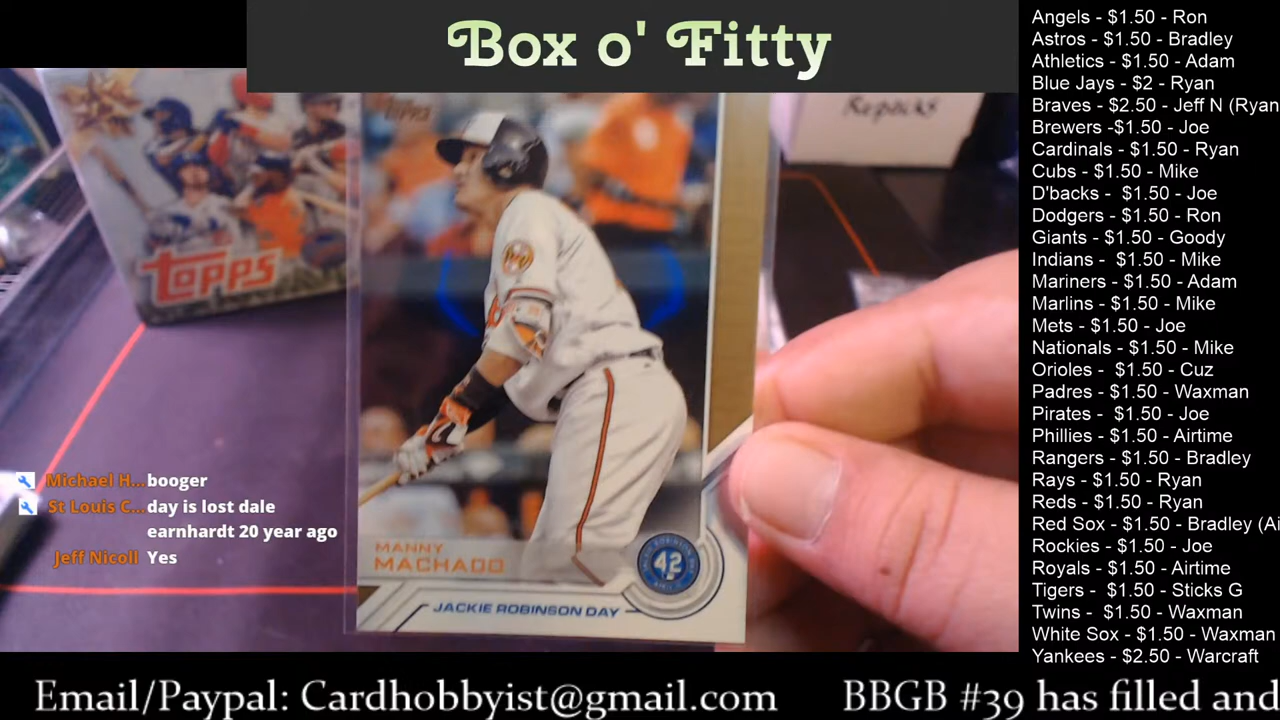 Box o' Fitty
Topps
Repacks
TOPPS
MANNY
MACHADO
42
JACKIE ROBINSON DAY
Michael H... booger
St Louis C... day is lost dale
earnhardt 20 year ago
Jeff Nicoll Yes
Angels - $1.50 - Ron
Astros - $1.50 - Bradley
Athletics - $1.50 - Adam
Blue Jays - $2 - Ryan
Braves - $2.50 - Jeff N (Ryan
Brewers -$1.50 - Joe
Cardinals - $1.50 - Ryan
Cubs - $1.50 - Mike
D'backs -  $1.50 - Joe
Dodgers - $1.50 - Ron
Giants - $1.50 - Goody
Indians -  $1.50 - Mike
Mariners - $1.50 - Adam
Marlins - $1.50 - Mike
Mets - $1.50 - Joe
Nationals - $1.50 - Mike
Orioles -  $1.50 - Cuz
Padres - $1.50 - Waxman
Pirates -  $1.50 - Joe
Phillies - $1.50 - Airtime
Rangers - $1.50 - Bradley
Rays - $1.50 - Ryan
Reds - $1.50 - Ryan
Red Sox - $1.50 - Bradley (Ai
Rockies - $1.50 - Joe
Royals - $1.50 - Airtime
Tigers -  $1.50 - Sticks G
Twins -  $1.50 - Waxman
White Sox - $1.50 - Waxman
Yankees - $2.50 - Warcraft
Email/Paypal: Cardhobbyist@gmail.com
BBGB #39 has filled and